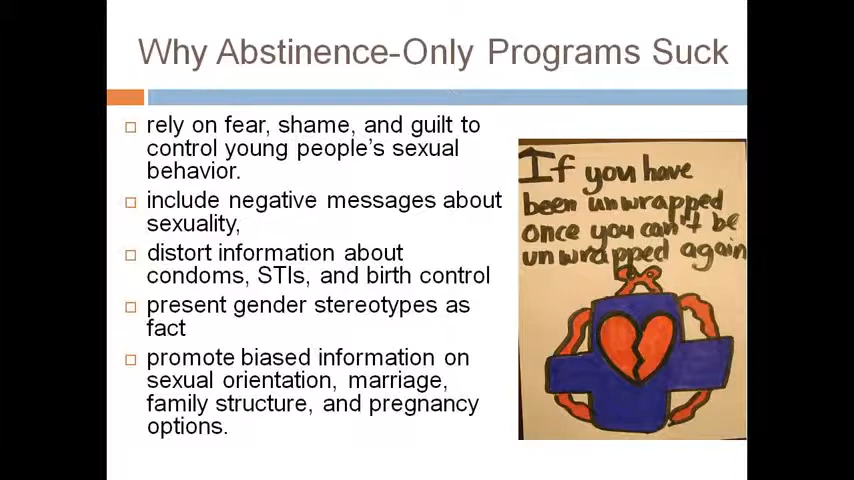 Why Abstinence-Only Programs Suck
rely on fear, shame, and guilt to
control young people's sexual
behavior.
include negative messages about
sexuality,
distort information about
condoms, STIs, and birth control
present gender stereotypes as
fact
promote biased information on
sexual orientation, marriage,
family structure, and pregnancy
options.
If you have
been unwrapped
once you can't be
unwrapped again